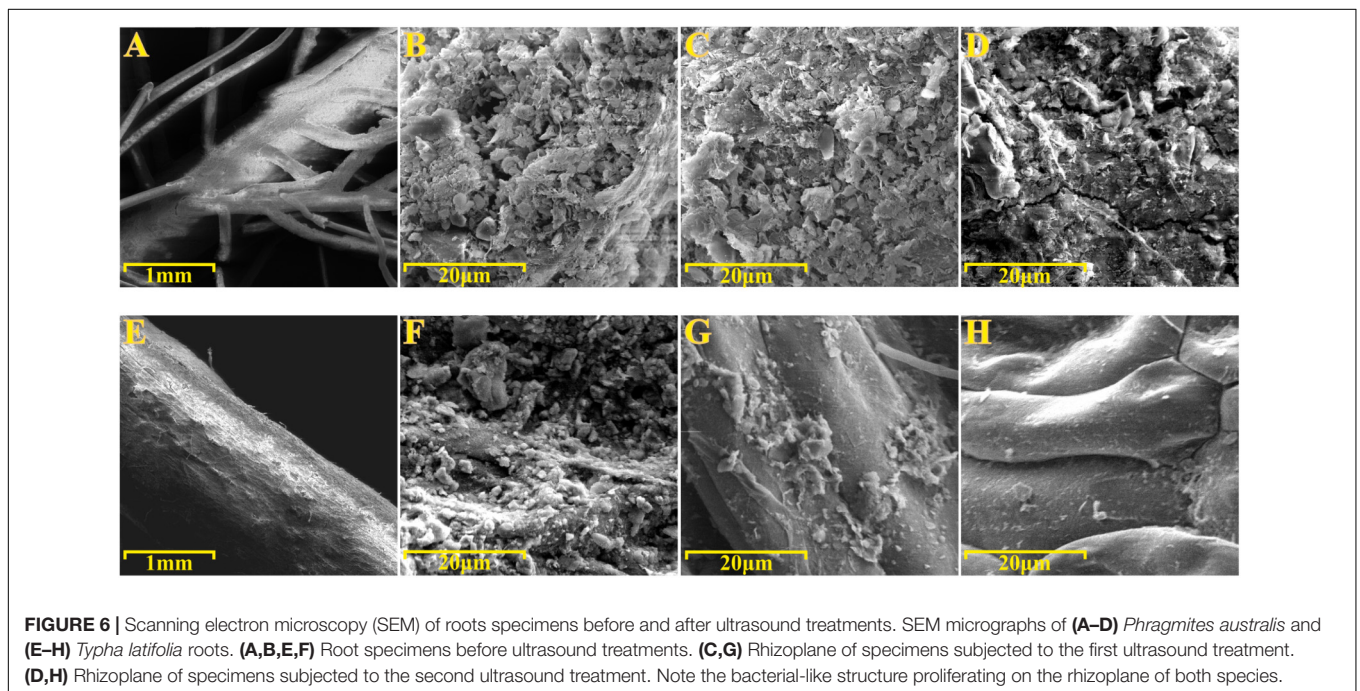 A B C D
1mm 20µm 20µm 20µm
E F G H
1mm 20µm 20µm 20µm
FIGURE 6 | Scanning electron microscopy (SEM) of roots specimens before and after ultrasound treatments. SEM micrographs of (A–D) Phragmites australis and
(E–H) Typha latifolia roots. (A,B,E,F) Root specimens before ultrasound treatments. (C,G) Rhizoplane of specimens subjected to the first ultrasound treatment.
(D,H) Rhizoplane of specimens subjected to the second ultrasound treatment. Note the bacterial-like structure proliferating on the rhizoplane of both species.